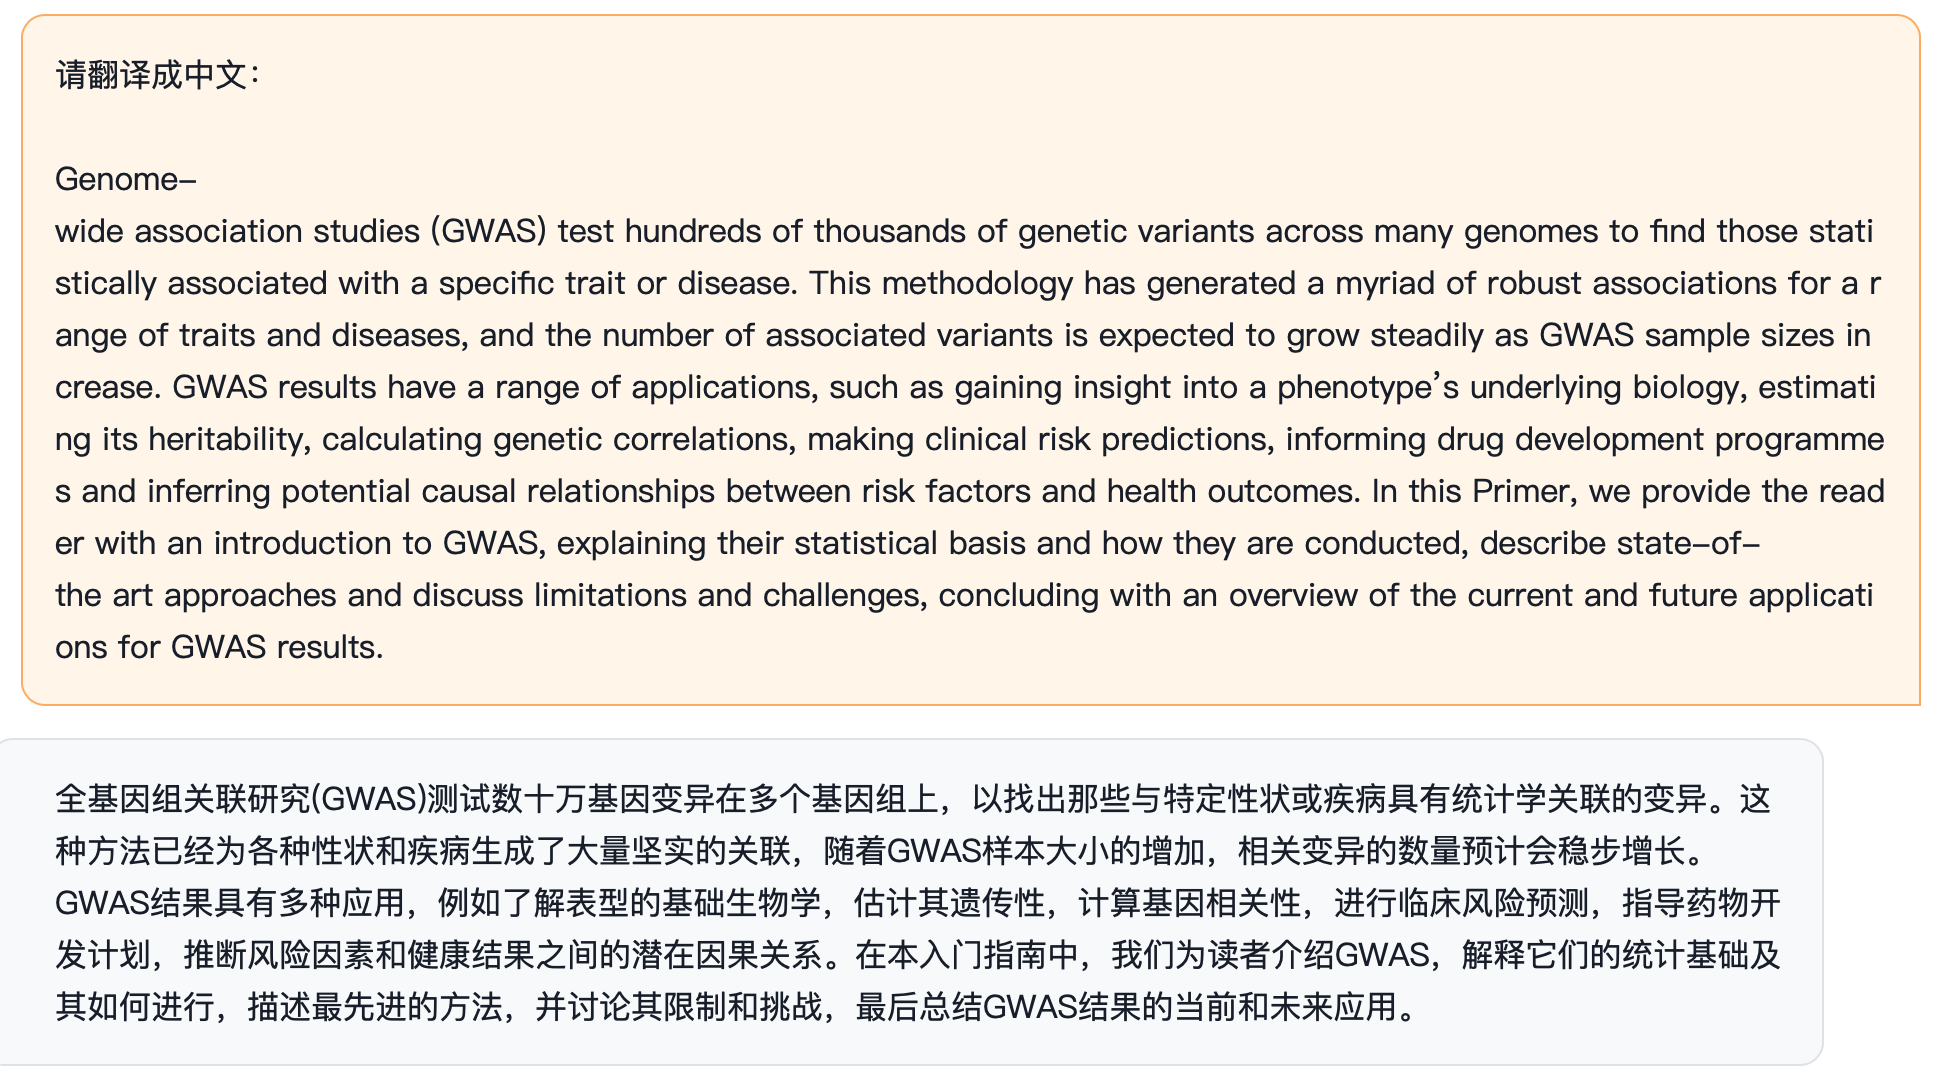 请翻译成中文：
Genome-
wide association studies (GWAS) test hundreds of thousands of genetic variants across many genomes to find those stati
stically associated with a specific trait or disease. This methodology has generated a myriad of robust associations for a r
ange of traits and diseases, and the number of associated variants is expected to grow steadily as GWAS sample sizes in
crease. GWAS results have a range of applications, such as gaining insight into a phenotype’s underlying biology, estimati
ng its heritability, calculating genetic correlations, making clinical risk predictions, informing drug development programme
s and inferring potential causal relationships between risk factors and health outcomes. In this Primer, we provide the read
er with an introduction to GWAS, explaining their statistical basis and how they are conducted, describe state-of-
the art approaches and discuss limitations and challenges, concluding with an overview of the current and future applicati
ons for GWAS results.
全基因组关联研究(GWAS)测试数十万基因变异在多个基因组上，以找出那些与特定性状或疾病具有统计学关联的变异。这
种方法已经为各种性状和疾病生成了大量坚实的关联，随着GWAS样本大小的增加，相关变异的数量预计会稳步增长。
GWAS结果具有多种应用，例如了解表型的基础生物学，估计其遗传性，计算基因相关性，进行临床风险预测，指导药物开
发计划，推断风险因素和健康结果之间的潜在因果关系。在本入门指南中，我们为读者介绍GWAS，解释它们的统计基础及
其如何进行，描述最先进的方法，并讨论其限制和挑战，最后总结GWAS结果的当前和未来应用。